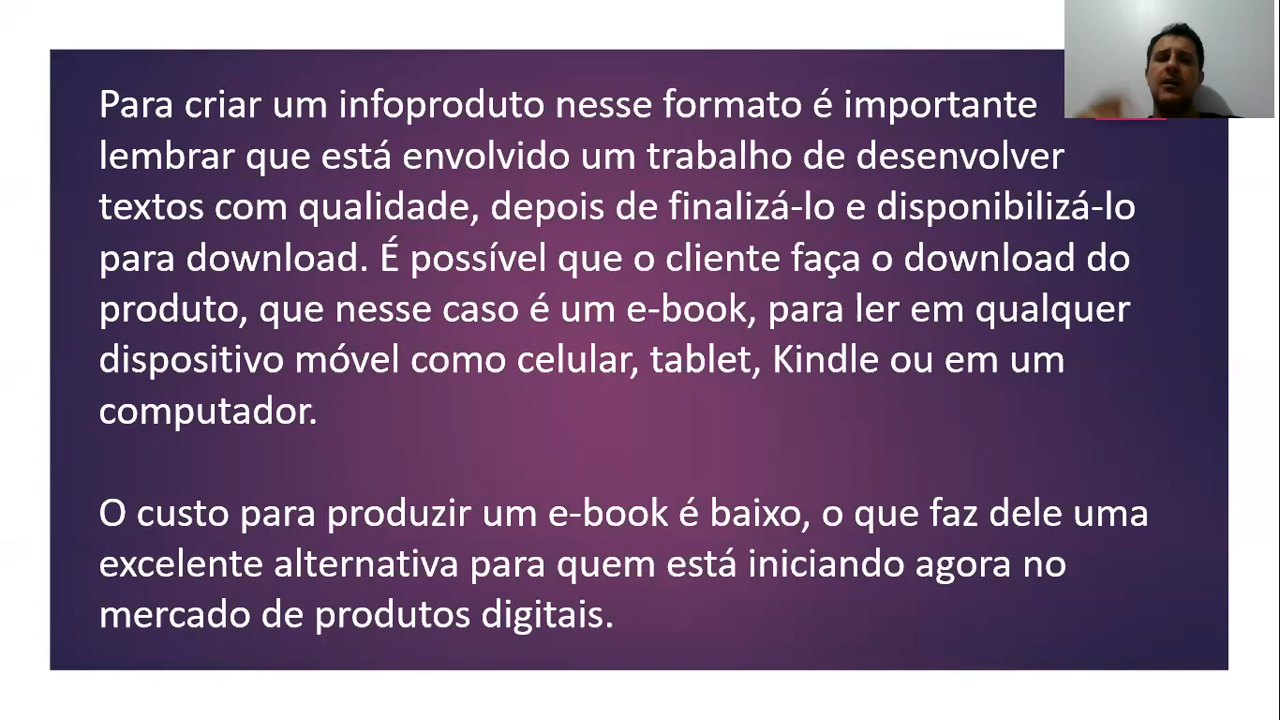 Para criar um infoproduto nesse formato é importante
lembrar que está envolvido um trabalho de desenvolver
textos com qualidade, depois de finalizá-lo e disponibilizá-lo
para download. É possível que o cliente faça o download do
produto, que nesse caso é um e-book, para ler em qualquer
dispositivo móvel como celular, tablet, Kindle ou em um
computador.
O custo para produzir um e-book é baixo, o que faz dele uma
excelente alternativa para quem está iniciando agora no
mercado de produtos digitais.